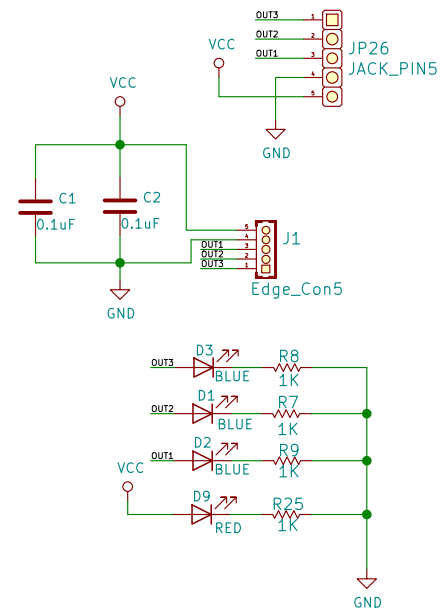 OUT3 1
OUT2 2
OUT1 3
4
5
JP26
JACK_PIN5
VCC
GND
VCC
C1
0.1uF
C2
0.1uF
GND
5
4
OUT1 3
OUT2 2
OUT3 1
J1
Edge_Con5
OUT3
D3
BLUE
R8
1K
OUT2
D1
BLUE
R7
1K
OUT1
D2
BLUE
R9
1K
VCC
D9
RED
R25
1K
GND